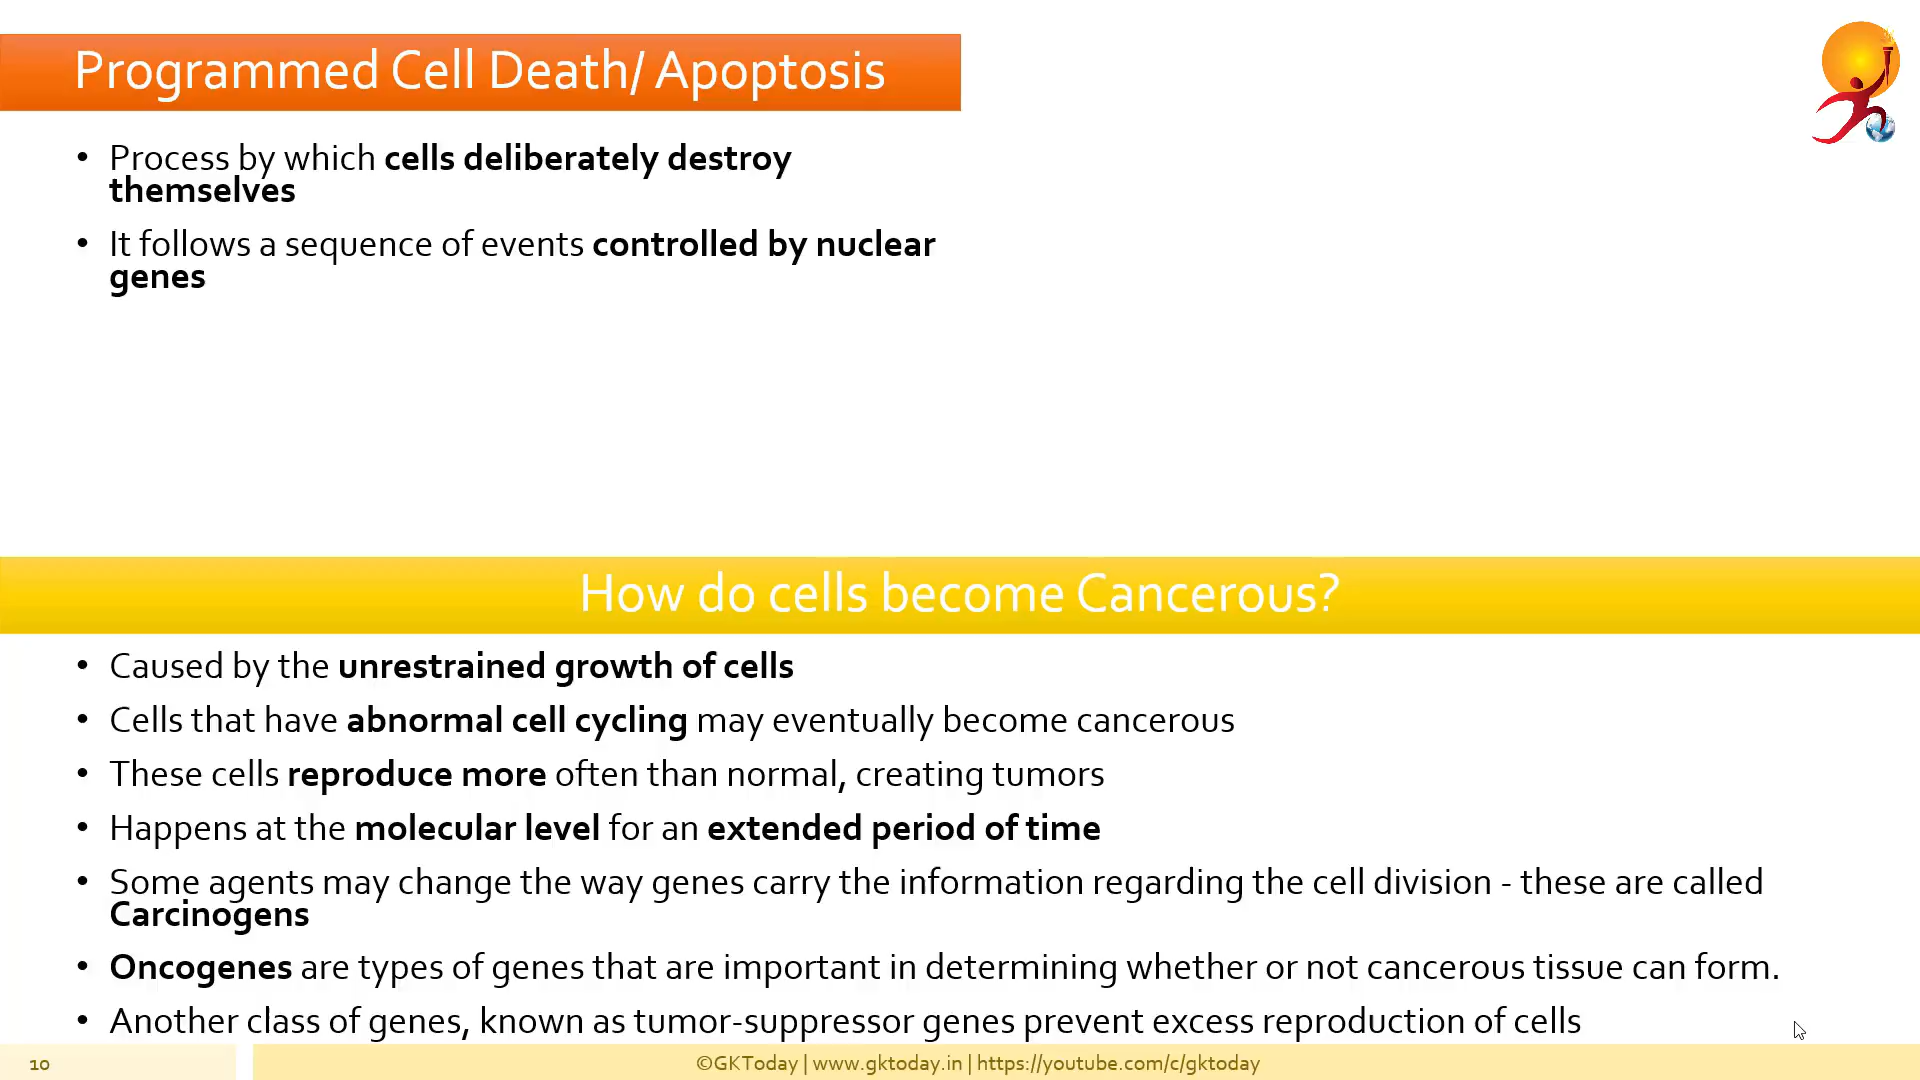 Programmed Cell Death/ Apoptosis
• Process by which cells deliberately destroy
themselves
• It follows a sequence of events controlled by nuclear
genes
How do cells become Cancerous?
• Caused by the unrestrained growth of cells
• Cells that have abnormal cell cycling may eventually become cancerous
• These cells reproduce more often than normal, creating tumors
• Happens at the molecular level for an extended period of time
• Some agents may change the way genes carry the information regarding the cell division - these are called
Carcinogens
• Oncogenes are types of genes that are important in determining whether or not cancerous tissue can form.
• Another class of genes, known as tumor-suppressor genes prevent excess reproduction of cells
10
©GKToday | www.gktoday.in | https://youtube.com/c/gktoday